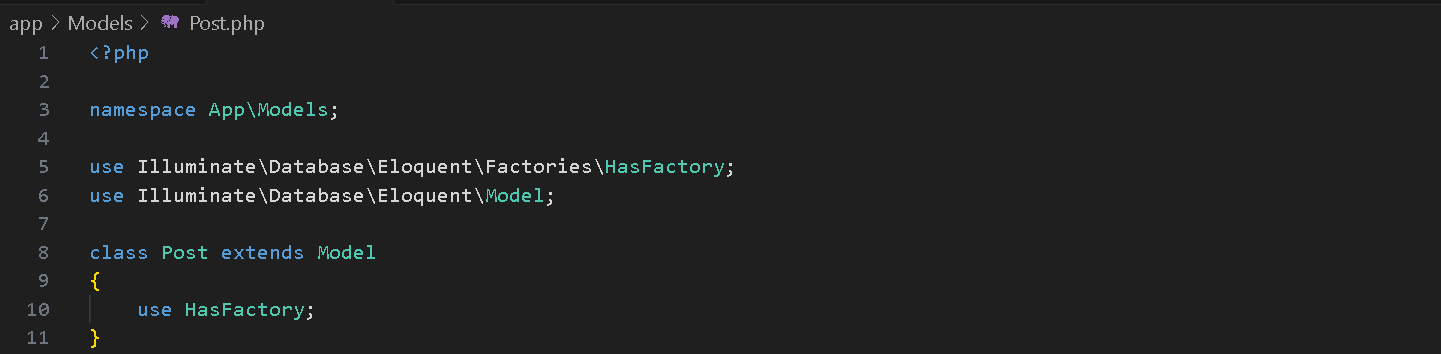 app > Models > Post.php
1 <?php
2
3 namespace App\Models;
4
5 use Illuminate\Database\Eloquent\Factories\HasFactory;
6 use Illuminate\Database\Eloquent\Model;
7
8 class Post extends Model
9 {
10     use HasFactory;
11 }